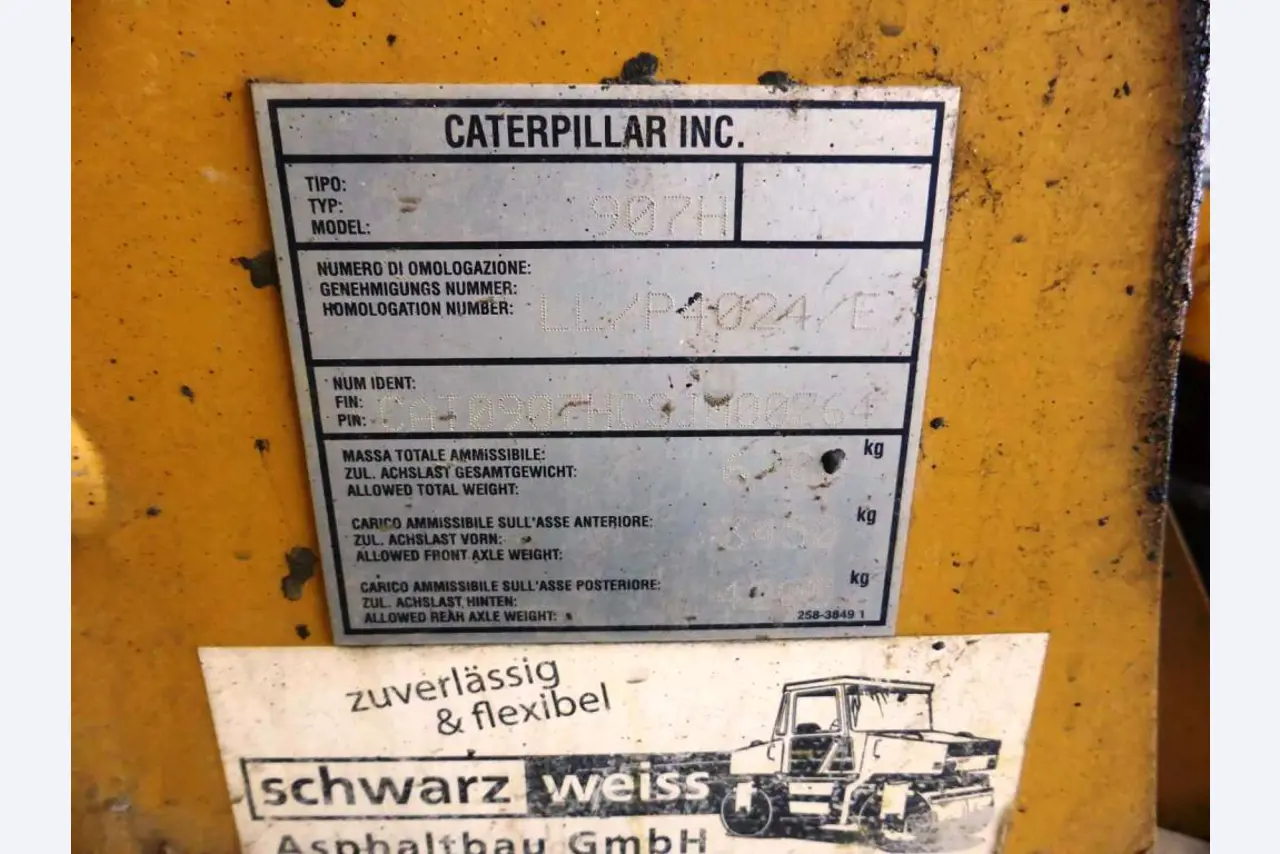 CATERPILLAR INC.
TIPO:
TYP:
MODEL: 907H
NUMERO DI OMOLOGAZIONE:
GENEHMIGUNGS NUMMER:
HOMOLOGATION NUMBER: LL/P4024/E
NUM IDENT:
FIN:
PIN:
MASSA TOTALE AMMISSIBILE: kg
ZUL. ACHSLAST GESAMTGEWICHT:
ALLOWED TOTAL WEIGHT:
CARICO AMMISSIBILE SULL'ASSE ANTERIORE: kg
ZUL. ACHSLAST VORN:
ALLOWED FRONT AXLE WEIGHT:
CARICO AMMISSIBILE SULL'ASSE POSTERIORE: kg
ZUL. ACHSLAST HINTEN:
ALLOWED REAR AXLE WEIGHT:
258-3849 1
zuverlässig
& flexibel
schwarz weiss
Asphaltbau GmbH